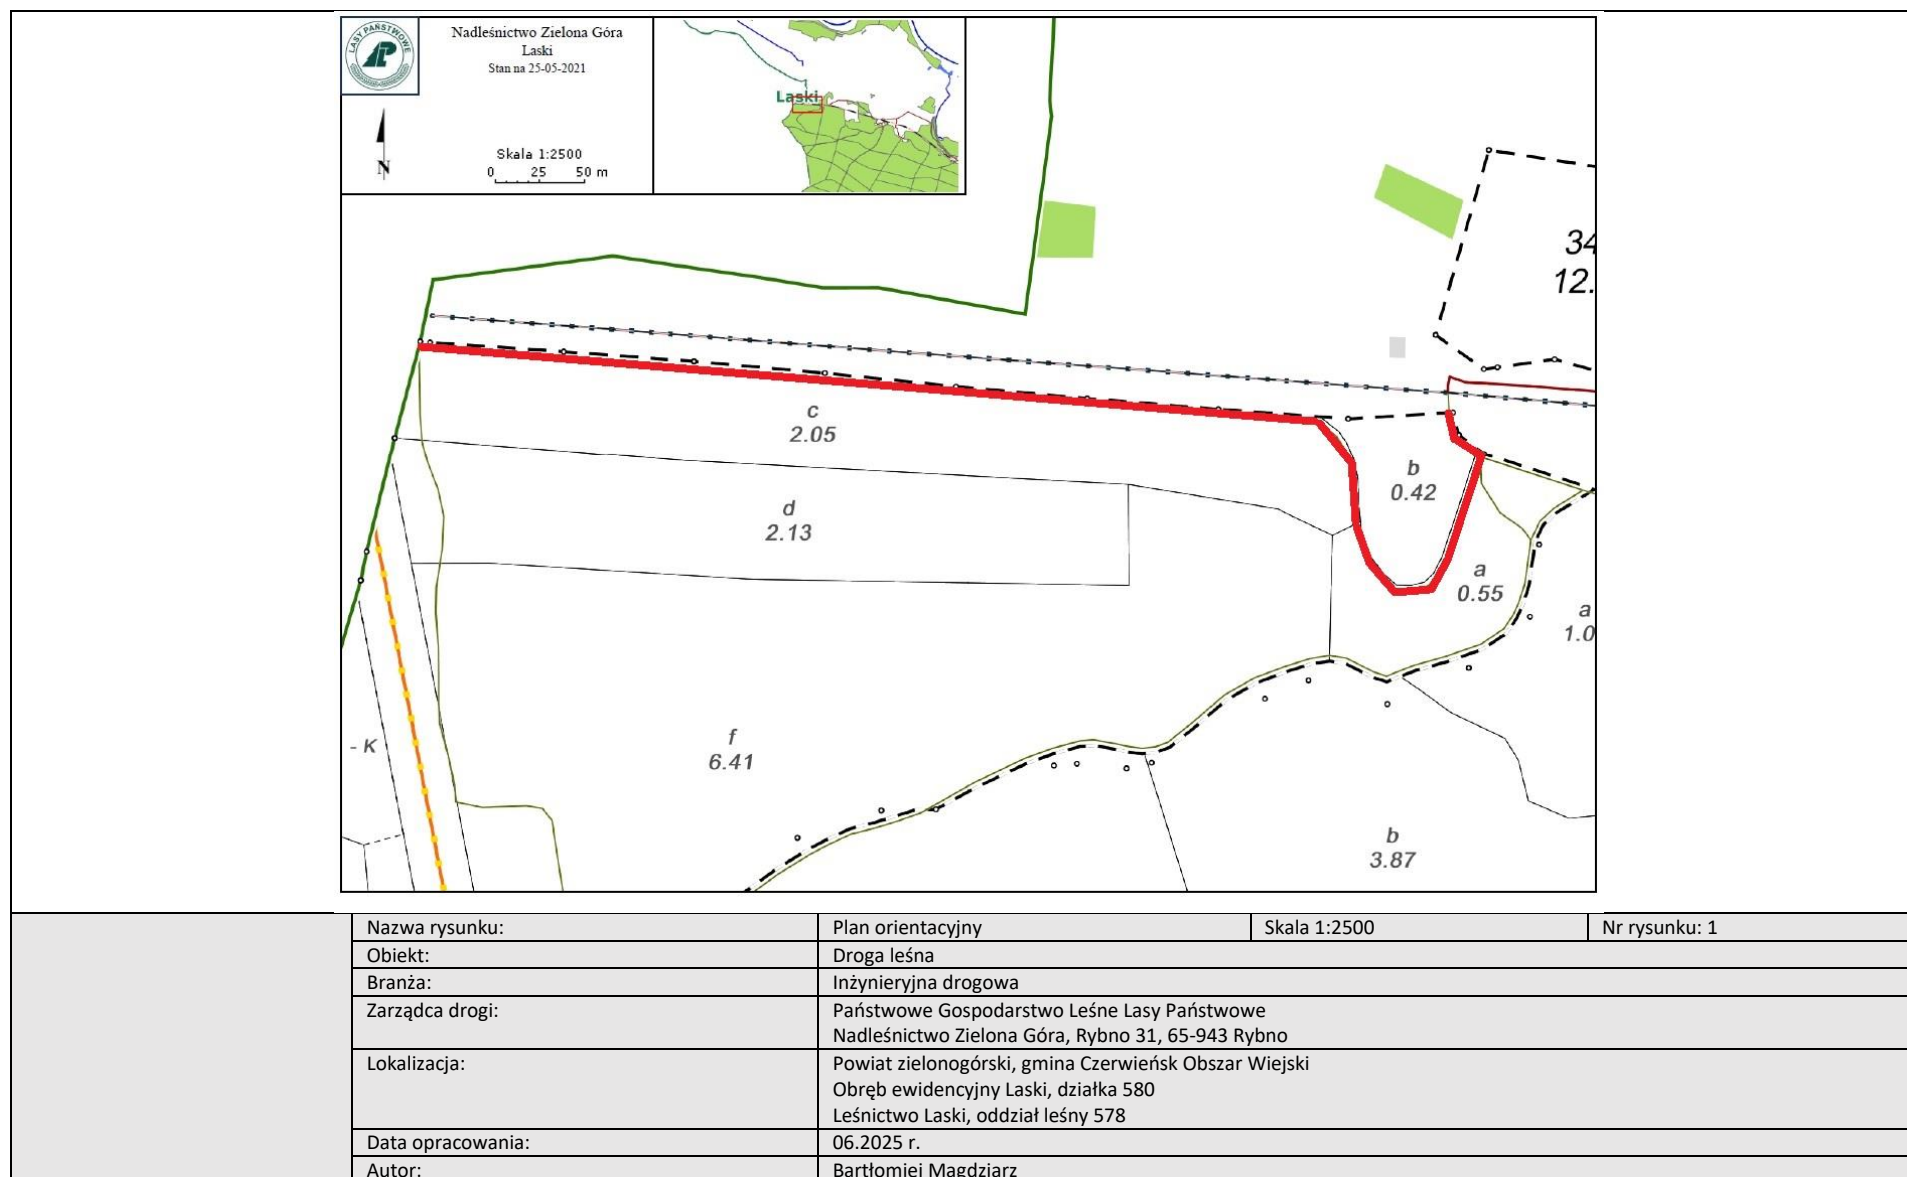 LASY PAŃSTWOWE
Nadleśnictwo Zielona Góra
Laski
Stan na 25-05-2021
N
Skala 1:2500
0 25 50 m
Laski
34
12.
c
2.05
b
0.42
d
2.13
a
0.55
a
1.0
- K
f
6.41
b
3.87
Nazwa rysunku: Plan orientacyjny Skala 1:2500 Nr rysunku: 1
Obiekt: Droga leśna
Branża: Inżynieryjna drogowa
Zarządca drogi: Państwowe Gospodarstwo Leśne Lasy Państwowe
Nadleśnictwo Zielona Góra, Rybno 31, 65-943 Rybno
Lokalizacja: Powiat zielonogórski, gmina Czerwieńsk Obszar Wiejski
Obręb ewidencyjny Laski, działka 580
Leśnictwo Laski, oddział leśny 578
Data opracowania: 06.2025 r.
Autor: Bartłomiej Magdziarz